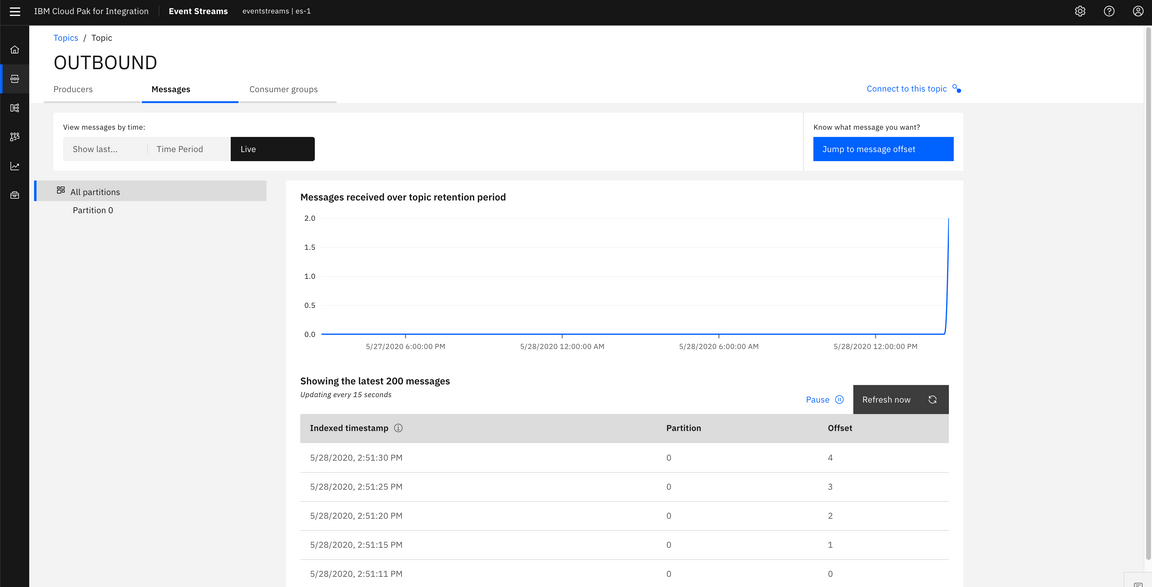 IBM Cloud Pak for Integration Event Streams eventstreams | es-1
Topics / Topic
OUTBOUND
Producers Messages Consumer groups
Connect to this topic
View messages by time:
Show last... Time Period Live
Know what message you want?
Jump to message offset
All partitions
Partition 0
Messages received over topic retention period
2.0
1.5
1.0
0.5
0.0
5/27/2020 6:00:00 PM 5/28/2020 12:00:00 AM 5/28/2020 6:00:00 AM 5/28/2020 12:00:00 PM
Showing the latest 200 messages
Updating every 15 seconds
Pause Refresh now
Indexed timestamp Partition Offset
5/28/2020, 2:51:30 PM 0 4
5/28/2020, 2:51:25 PM 0 3
5/28/2020, 2:51:20 PM 0 2
5/28/2020, 2:51:15 PM 0 1
5/28/2020, 2:51:11 PM 0 0